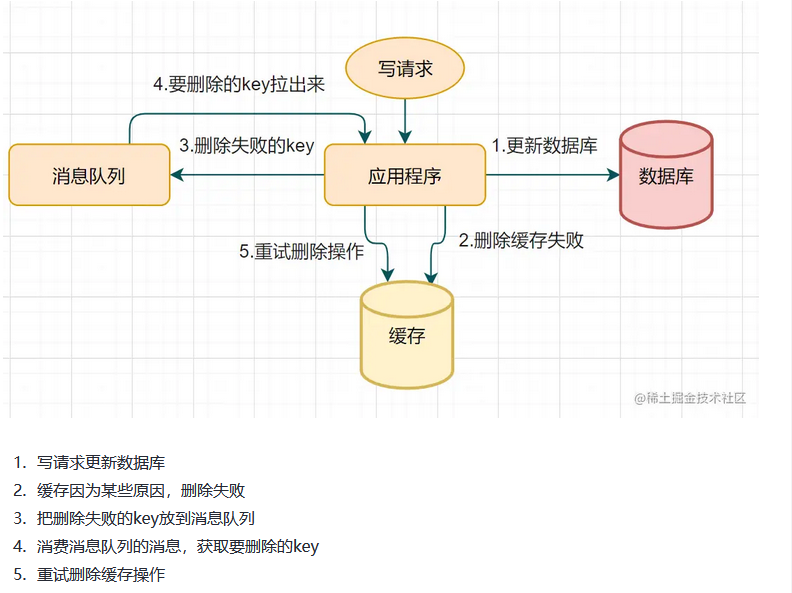 写请求
4.要删除的key拉出来
3.删除失败的key
1.更新数据库
消息队列
应用程序
数据库
5.重试删除操作
2.删除缓存失败
缓存
@稀土掘金技术社区
1. 写请求更新数据库
2. 缓存因为某些原因，删除失败
3. 把删除失败的key放到消息队列
4. 消费消息队列的消息，获取要删除的key
5. 重试删除缓存操作